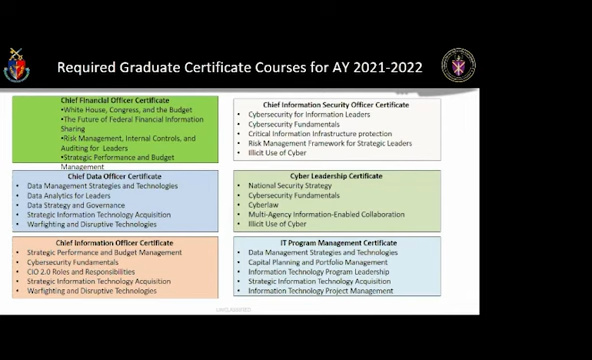 Required Graduate Certificate Courses for AY 2021-2022
Chief Financial Officer Certificate
•White House, Congress, and the Budget
•The Future of Federal Financial Information
Sharing
•Risk Management, Internal Controls, and
Auditing for Leaders
•Strategic Performance and Budget
Management
Chief Information Security Officer Certificate
• Cybersecurity for Information Leaders
• Cybersecurity Fundamentals
• Critical Information Infrastructure protection
• Risk Management Framework for Strategic Leaders
• Illicit Use of Cyber
Chief Data Officer Certificate
• Data Management Strategies and Technologies
• Data Analytics for Leaders
• Data Strategy and Governance
• Strategic Information Technology Acquisition
• Warfighting and Disruptive Technologies
Cyber Leadership Certificate
• National Security Strategy
• Cybersecurity Fundamentals
• Cyberlaw
• Multi-Agency Information-Enabled Collaboration
• Illicit Use of Cyber
Chief Information Officer Certificate
• Strategic Performance and Budget Management
• Cybersecurity Fundamentals
• CIO 2.0 Roles and Responsibilities
• Strategic Information Technology Acquisition
• Warfighting and Disruptive Technologies
IT Program Management Certificate
• Data Management Strategies and Technologies
• Capital Planning and Portfolio Management
• Information Technology Program Leadership
• Strategic Information Technology Acquisition
• Information Technology Project Management
UNCLASSIFIED